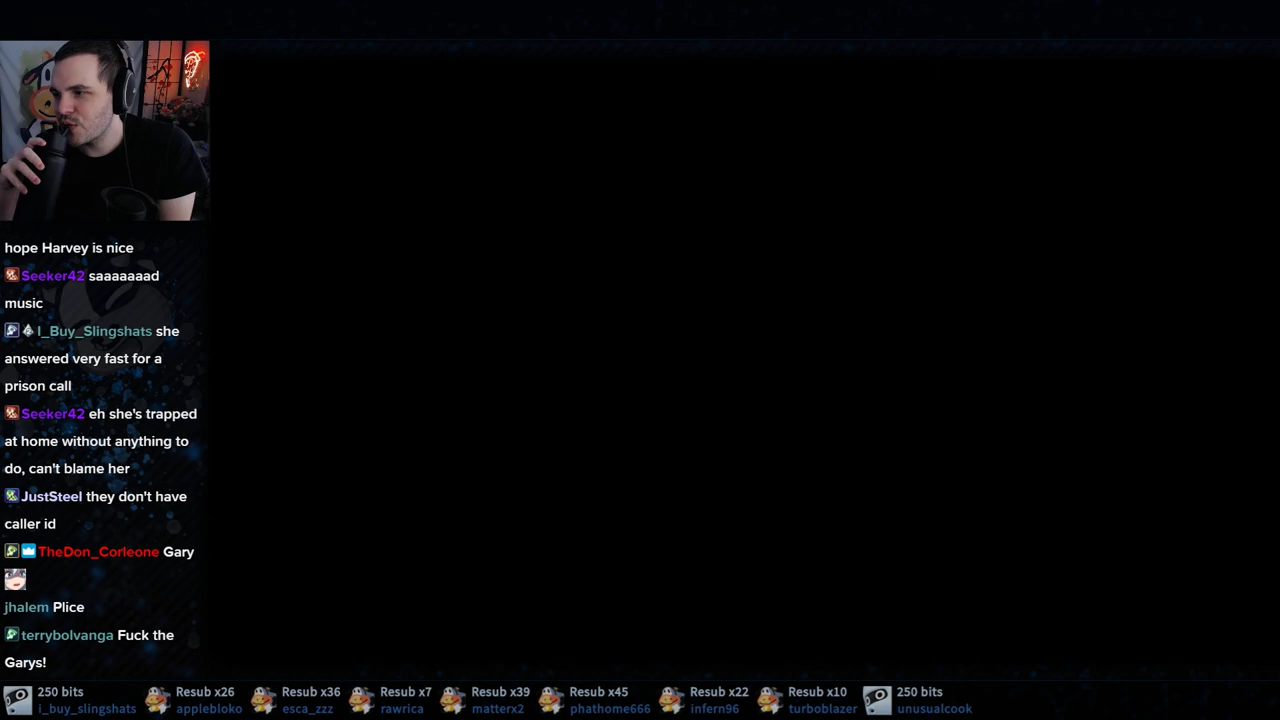 hope Harvey is nice
Seeker42 saaaaaaad
music
I_Buy_Slingshats she
answered very fast for a
prison call
Seeker42 eh she's trapped
at home without anything to
do, can't blame her
JustSteel they don't have
caller id
TheDon_Corleone Gary
jhalem Plice
terrybolvanga Fuck the
Garys!
250 bits
i_buy_slingshats
Resub x26
applebloko
Resub x36
esca_zzz
Resub x7
rawrica
Resub x39
matterx2
Resub x45
phathome666
Resub x22
infern96
Resub x10
turboblazer
250 bits
unusualcook